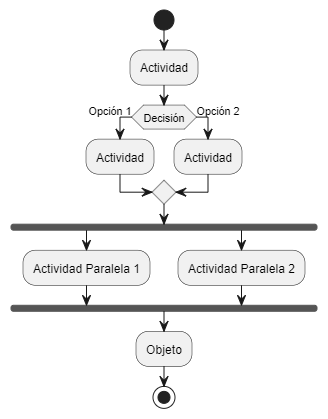 Actividad
Opción 1
Decisión
Opción 2
Actividad
Actividad
Actividad Paralela 1
Actividad Paralela 2
Objeto